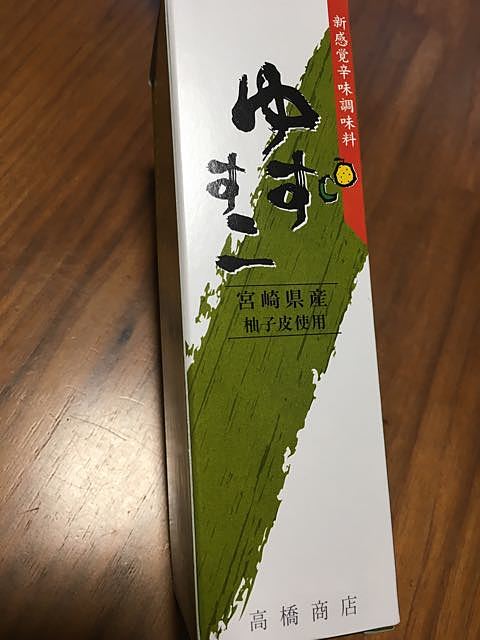 新感覚辛味調味料
ゆず
すこ
宮崎県産
柚子皮使用
高橋商店